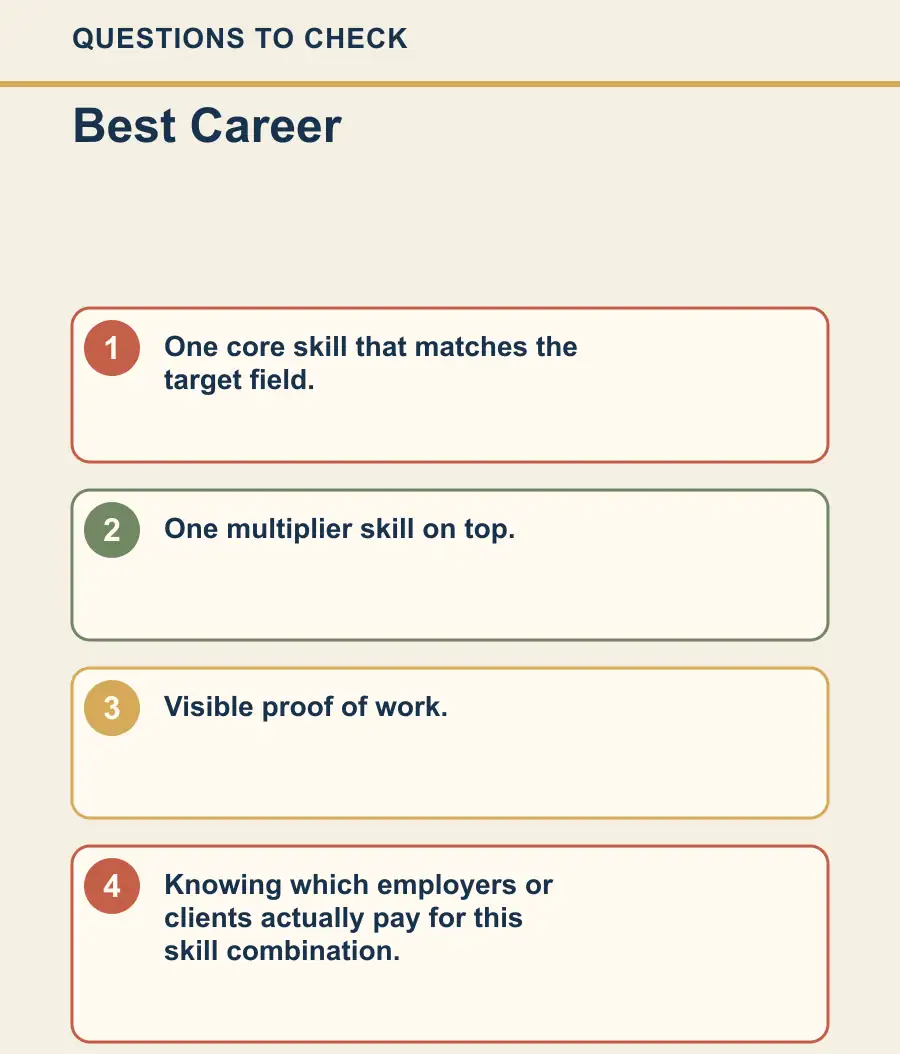 QUESTIONS TO CHECK
Best Career
1
One core skill that matches the
target field.
2
One multiplier skill on top.
3
Visible proof of work.
4
Knowing which employers or
clients actually pay for this
skill combination.